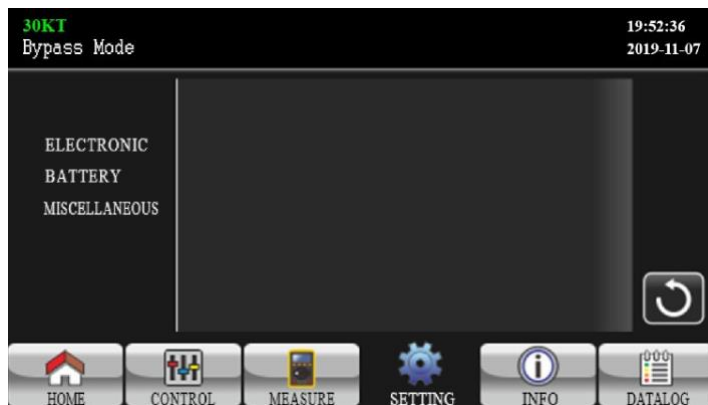 30KT
19:52:36
Bypass Mode
2019-11-07
ELECTRONIC
BATTERY
MISCELLANEOUS
HOME
CONTROL
MEASURE
SETTING
INFO
DATALOG